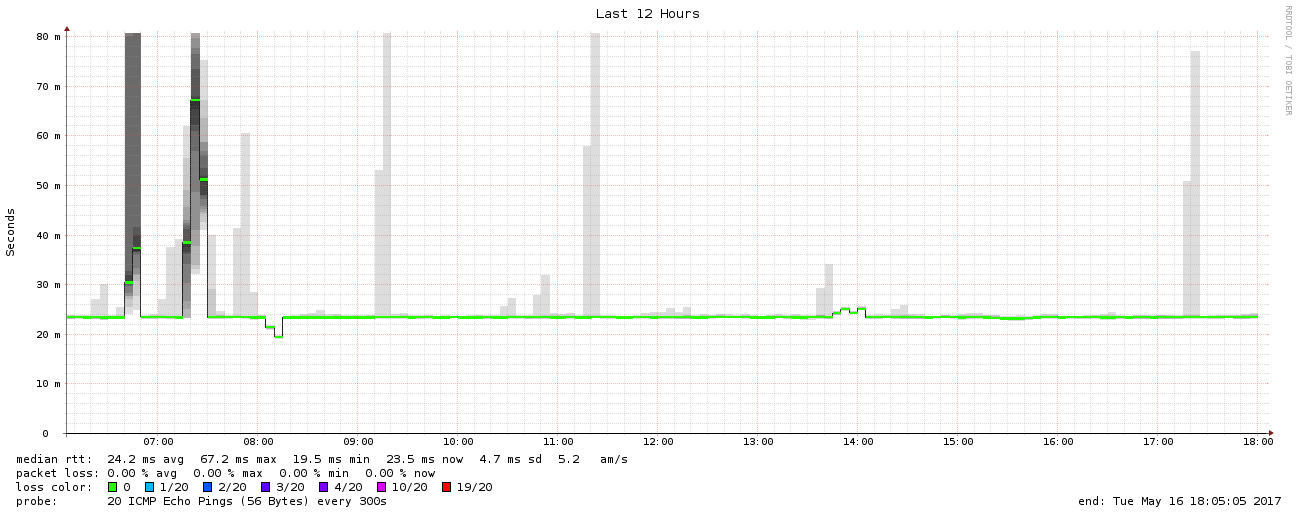 Last 12 Hours
RRDTOOL / TOBI OETIKER
80 m
70 m
60 m
50 m
40 m
30 m
20 m
10 m
0
Seconds
07:00 08:00 09:00 10:00 11:00 12:00 13:00 14:00 15:00 16:00 17:00 18:00
median rtt: 24.2 ms avg 67.2 ms max 19.5 ms min 23.5 ms now 4.7 ms sd 5.2 am/s
packet loss: 0.00 % avg 0.00 % max 0.00 % min 0.00 % now
loss color: 0 1/20 2/20 3/20 4/20 10/20 19/20
probe: 20 ICMP Echo Pings (56 Bytes) every 300s end: Tue May 16 18:05:05 2017